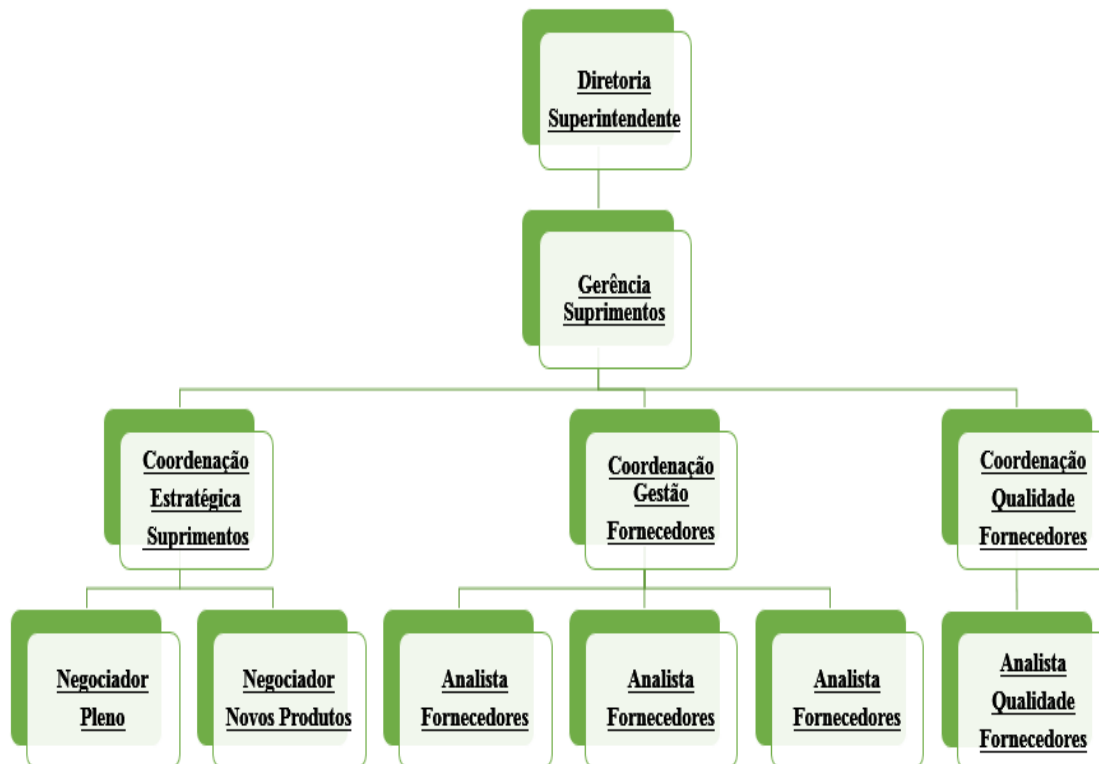 Diretoria
Superintendente
Gerência
Suprimentos
Coordenação
Estratégica
Suprimentos
Coordenação
Gestão
Fornecedores
Coordenação
Qualidade
Fornecedores
Negociador
Pleno
Negociador
Novos Produtos
Analista
Fornecedores
Analista
Fornecedores
Analista
Fornecedores
Analista
Qualidade
Fornecedores